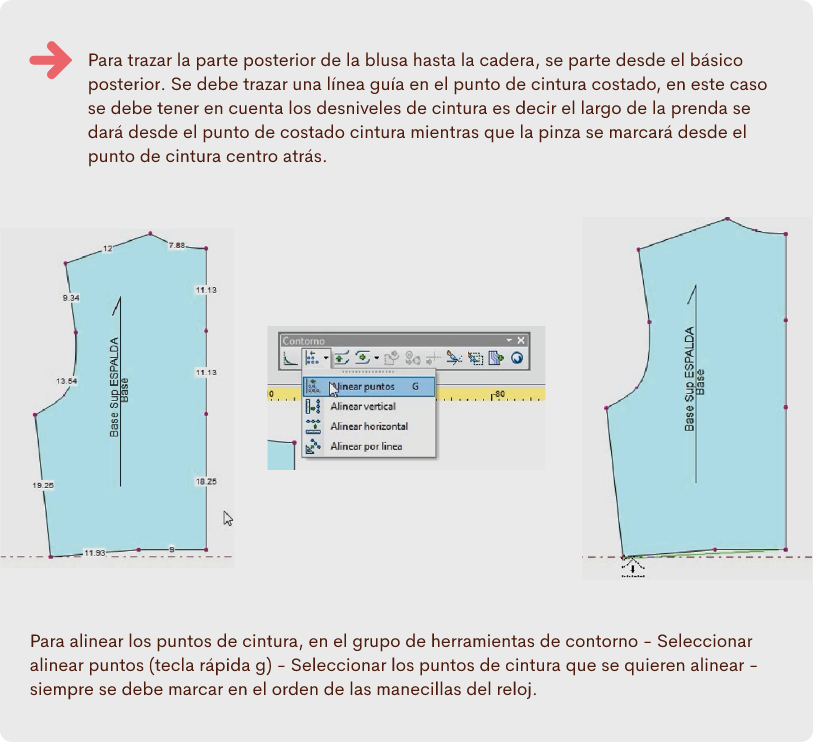 Para trazar la parte posterior de la blusa hasta la cadera, se parte desde el básico
posterior. Se debe trazar una línea guía en el punto de cintura costado, en este caso
se debe tener en cuenta los desniveles de cintura es decir el largo de la prenda se
dará desde el punto de costado cintura mientras que la pinza se marcará desde el
punto de cintura centro atrás.
12
7.88
9.34
11.13
13.64
11.13
Base Sup ESPALDA
Base
19.25
18.25
11.93
9
Contorno
Alinear puntos G
Alinear vertical
Alinear horizontal
Alinear por linea
0
80
Base Sup ESPALDA
Base
Para alinear los puntos de cintura, en el grupo de herramientas de contorno - Seleccionar
alinear puntos (tecla rápida g) - Seleccionar los puntos de cintura que se quieren alinear -
siempre se debe marcar en el orden de las manecillas del reloj.